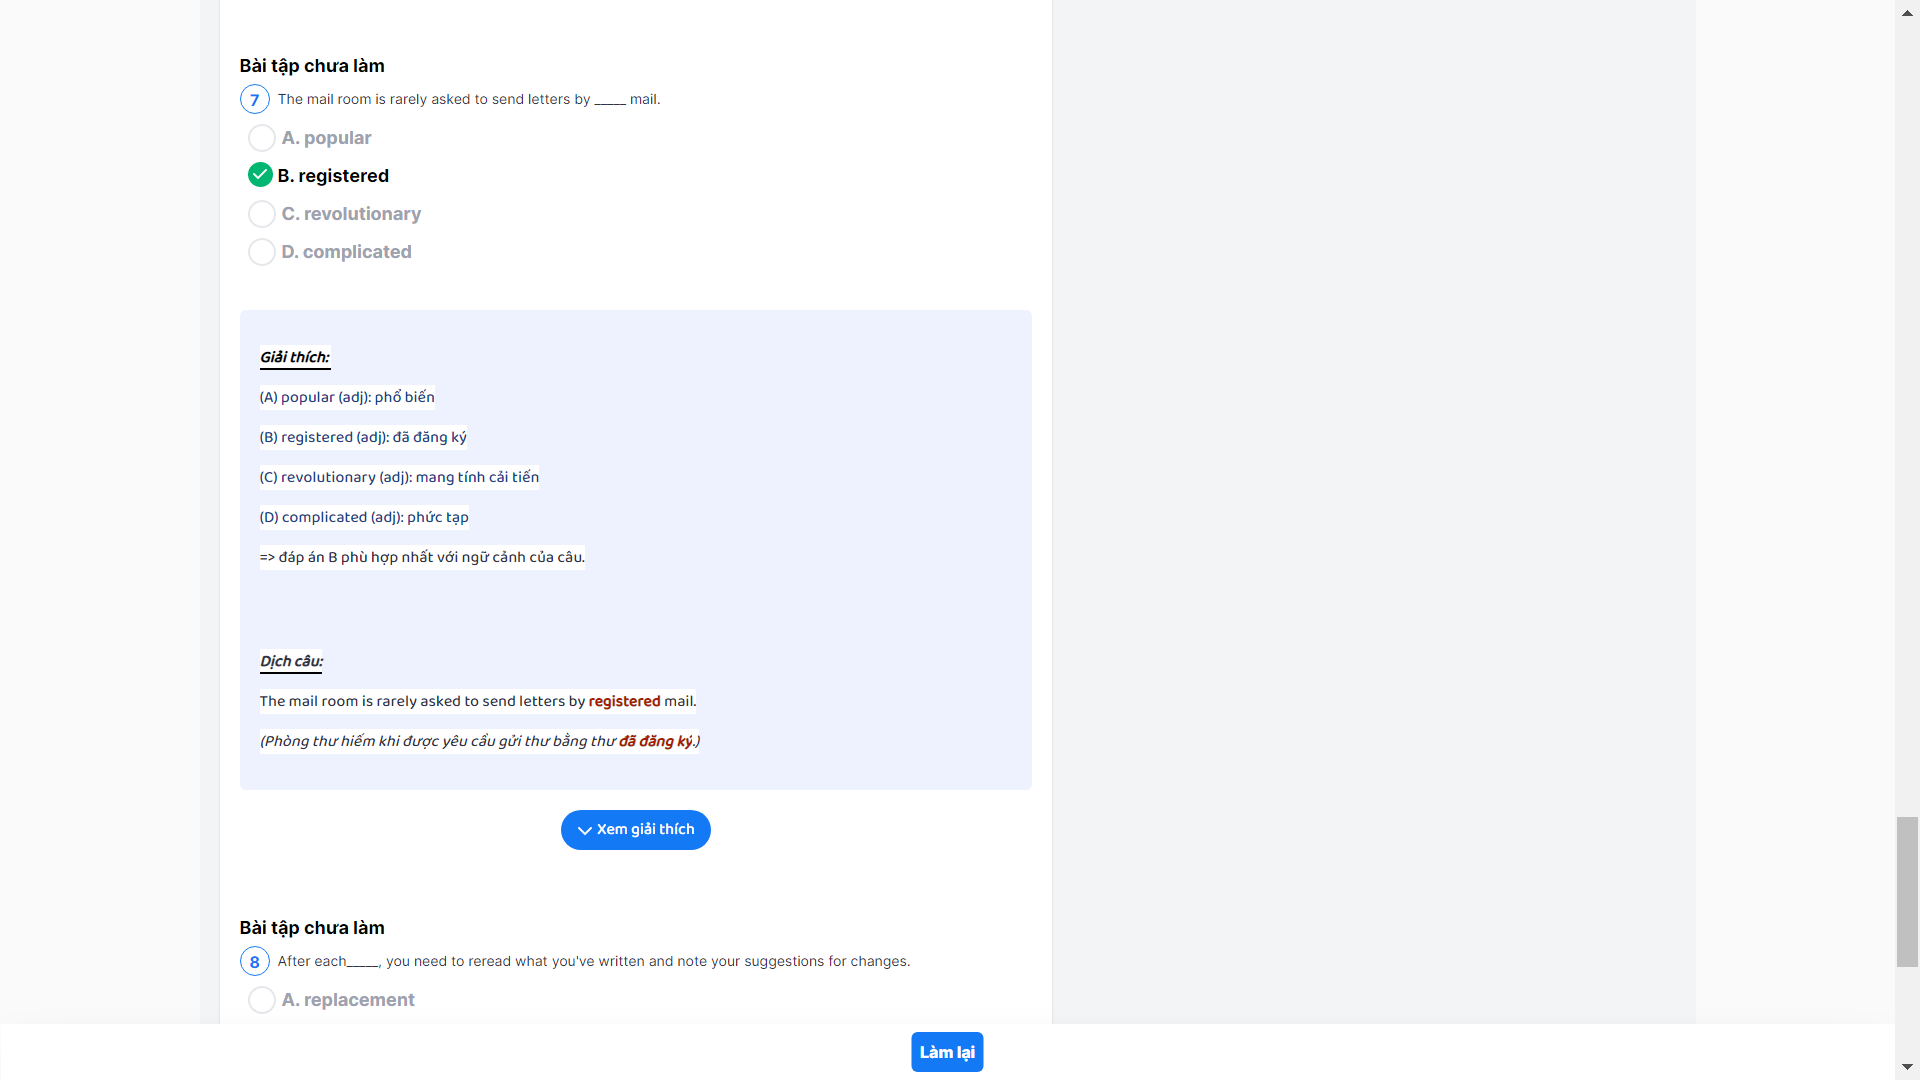 Bài tập chưa làm
7 The mail room is rarely asked to send letters by _____ mail.
A. popular
B. registered
C. revolutionary
D. complicated
Giải thích:
(A) popular (adj): phổ biến
(B) registered (adj): đã đăng ký
(C) revolutionary (adj): mang tính cải tiến
(D) complicated (adj): phức tạp
=> đáp án B phù hợp nhất với ngữ cảnh của câu.
Dịch câu:
The mail room is rarely asked to send letters by registered mail.
(Phòng thư hiếm khi được yêu cầu gửi thư bằng thư đã đăng ký.)
Xem giải thích
Bài tập chưa làm
8 After each_____, you need to reread what you've written and note your suggestions for changes.
A. replacement
Làm lại